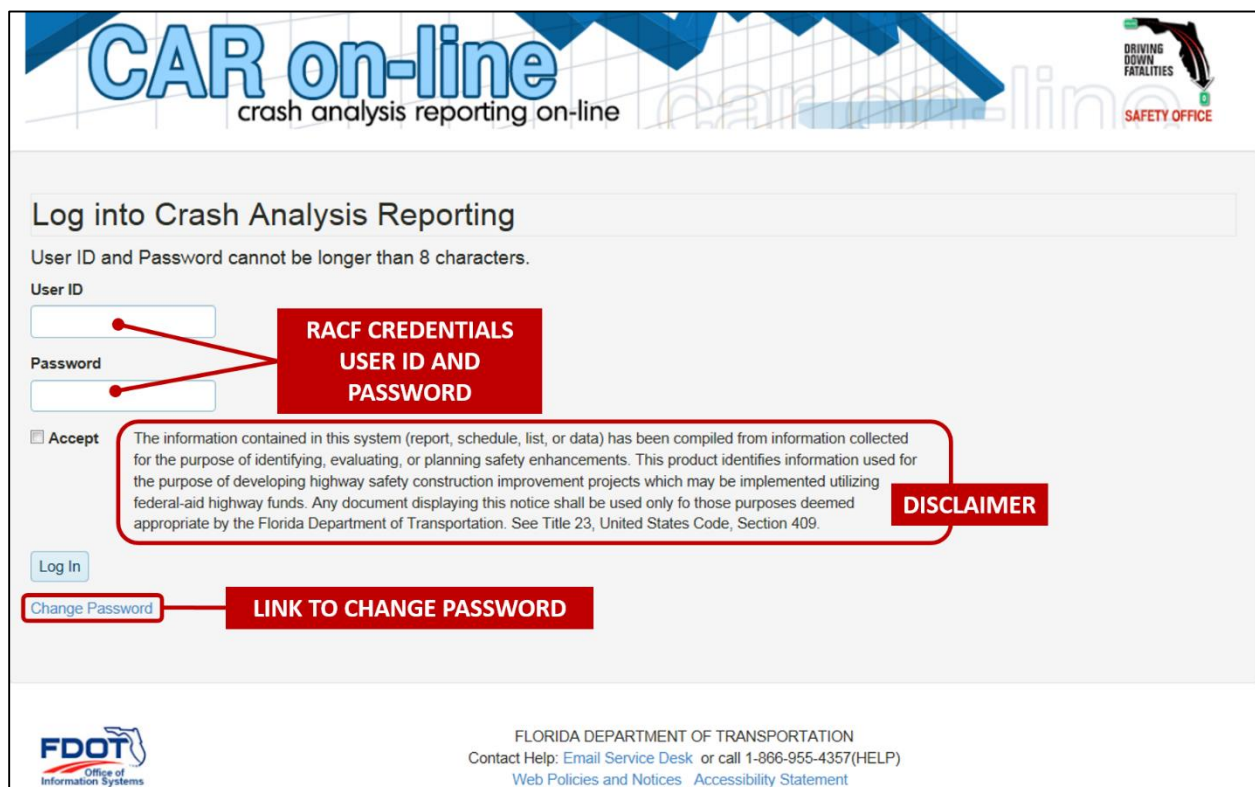 CAR on-line
crash analysis reporting on-line
car on-line
DRIVING
DOWN
FATALITIES
SAFETY OFFICE
Log into Crash Analysis Reporting
User ID and Password cannot be longer than 8 characters.
User ID
RACF CREDENTIALS
USER ID AND
PASSWORD
Password
Accept
The information contained in this system (report, schedule, list, or data) has been compiled from information collected
for the purpose of identifying, evaluating, or planning safety enhancements. This product identifies information used for
the purpose of developing highway safety construction improvement projects which may be implemented utilizing
federal-aid highway funds. Any document displaying this notice shall be used only fo those purposes deemed
appropriate by the Florida Department of Transportation. See Title 23, United States Code, Section 409.
DISCLAIMER
Log In
Change Password
LINK TO CHANGE PASSWORD
FDOT
Office of
Information Systems
FLORIDA DEPARTMENT OF TRANSPORTATION
Contact Help: Email Service Desk or call 1-866-955-4357(HELP)
Web Policies and Notices Accessibility Statement